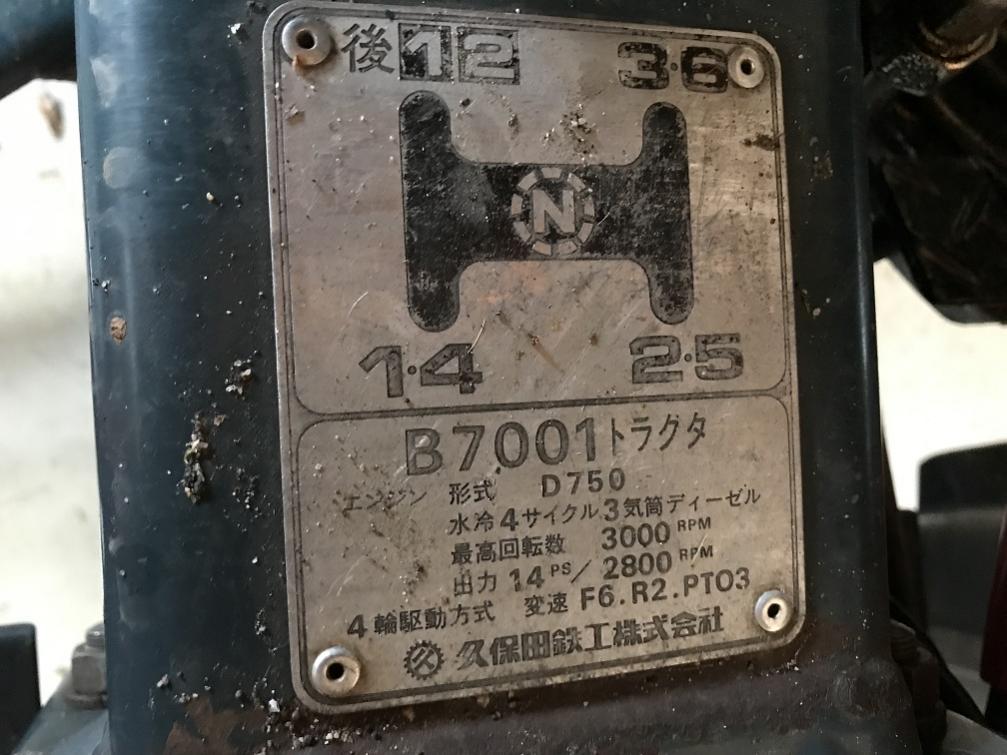 後12 3・6
N
1・4 2・5
B7001トラクタ
エンジン 形式 D750
水冷4サイクル3気筒ディーゼル
最高回転数 3000 RPM
出力 14 PS/2800 RPM
4輪駆動方式 変速 F6.R2.PTO3
久 久保田鉄工株式会社